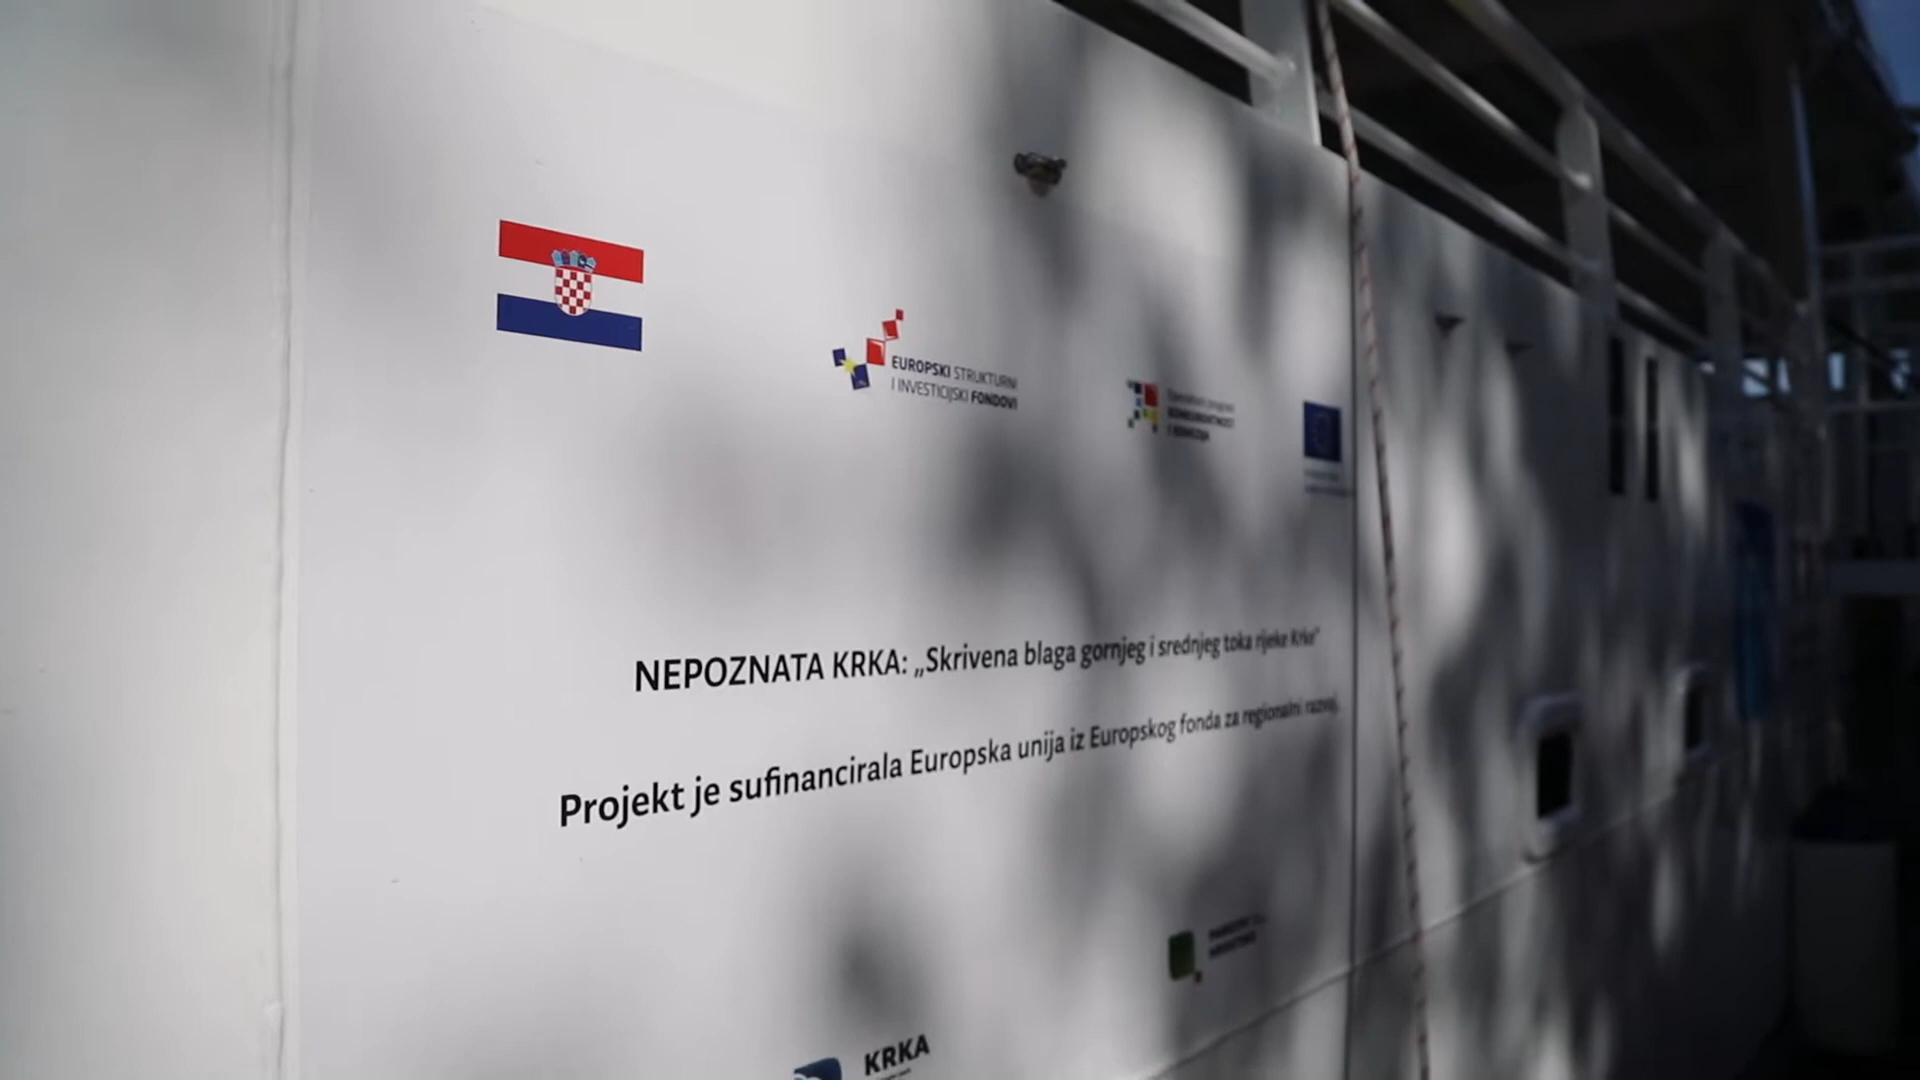 EUROPSKI STRUKTURNI
I INVESTICIJSKI FONDOVI
NEPOZNATA KRKA: „Skrivena blaga gornjeg i srednjeg toka rijeke Krke"
Projekt je sufinancirala Europska unija iz Europskog fonda za regionalni razvoj.
KRKA